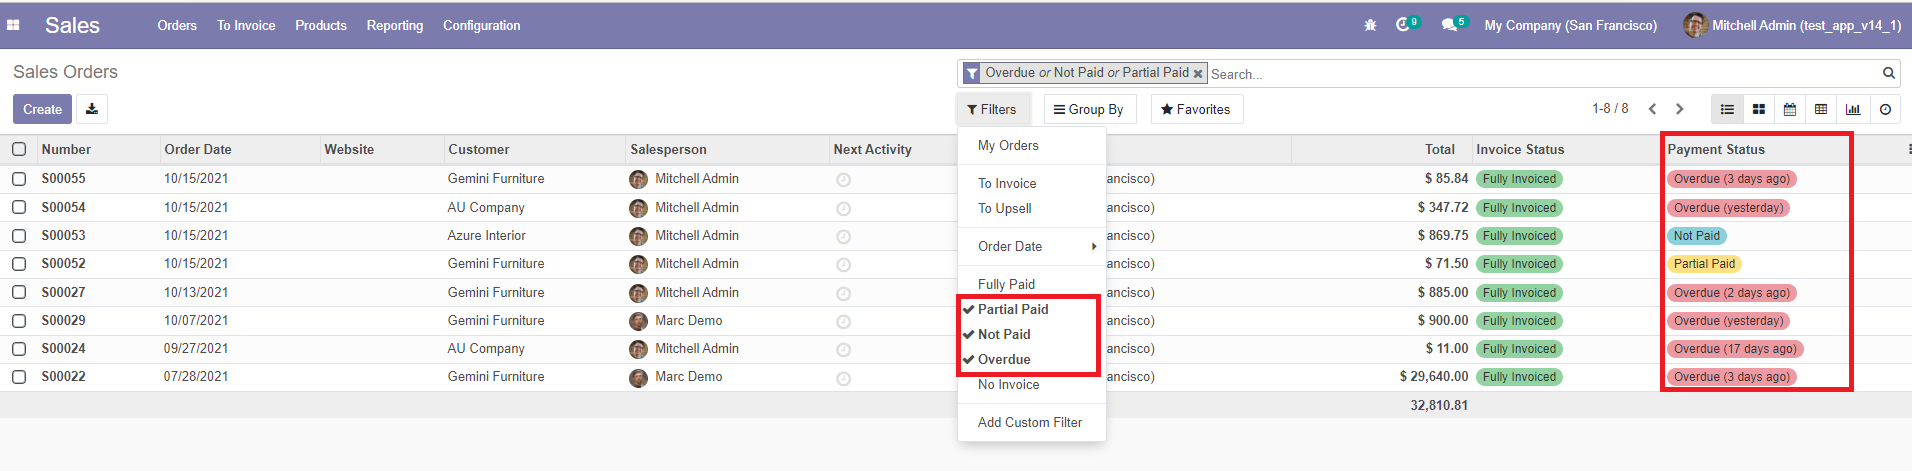 Sales Orders To Invoice Products Reporting Configuration 9 5 My Company (San Francisco) Mitchell Admin (test_app_v14_1)
Sales Orders Overdue or Not Paid or Partial Paid × Search...
Create Filters Group By Favorites 1-8 / 8
Number Order Date Website Customer Salesperson Next Activity Total Invoice Status Payment Status
S00055 10/15/2021 Gemini Furniture Mitchell Admin ancisco) $ 85.84 Fully Invoiced Overdue (3 days ago)
S00054 10/15/2021 AU Company Mitchell Admin ancisco) $ 347.72 Fully Invoiced Overdue (yesterday)
S00053 10/15/2021 Azure Interior Mitchell Admin ancisco) $ 869.75 Fully Invoiced Not Paid
S00052 10/15/2021 Gemini Furniture Mitchell Admin ancisco) $ 71.50 Fully Invoiced Partial Paid
S00027 10/13/2021 Gemini Furniture Mitchell Admin ancisco) $ 885.00 Fully Invoiced Overdue (2 days ago)
S00029 10/07/2021 Gemini Furniture Marc Demo ancisco) $ 900.00 Fully Invoiced Overdue (yesterday)
S00024 09/27/2021 AU Company Mitchell Admin ancisco) $ 11.00 Fully Invoiced Overdue (17 days ago)
S00022 07/28/2021 Gemini Furniture Marc Demo ancisco) $ 29,640.00 Fully Invoiced Overdue (3 days ago)
32,810.81
My Orders
To Invoice
To Upsell
Order Date
Fully Paid
Partial Paid
Not Paid
Overdue
No Invoice
Add Custom Filter